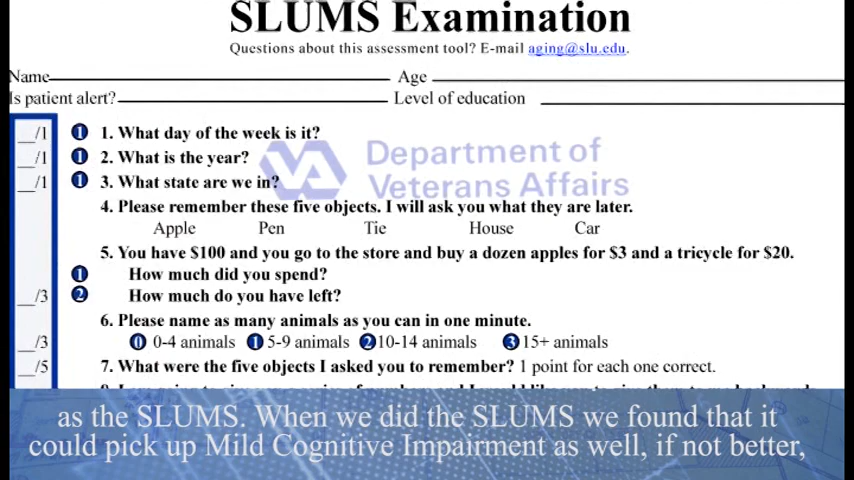 SLUMS Examination
Questions about this assessment tool? E-mail aging@slu.edu.
Name Age
Is patient alert? Level of education
__/1 1 1. What day of the week is it?
__/1 1 2. What is the year?
__/1 1 3. What state are we in?
Department of
Veterans Affairs
4. Please remember these five objects. I will ask you what they are later.
Apple Pen Tie House Car
5. You have $100 and you go to the store and buy a dozen apples for $3 and a tricycle for $20.
1 How much did you spend?
__/3 2 How much do you have left?
6. Please name as many animals as you can in one minute.
__/3 0 0-4 animals 1 5-9 animals 2 10-14 animals 3 15+ animals
__/5 7. What were the five objects I asked you to remember? 1 point for each one correct.
as the SLUMS. When we did the SLUMS we found that it
could pick up Mild Cognitive Impairment as well, if not better,